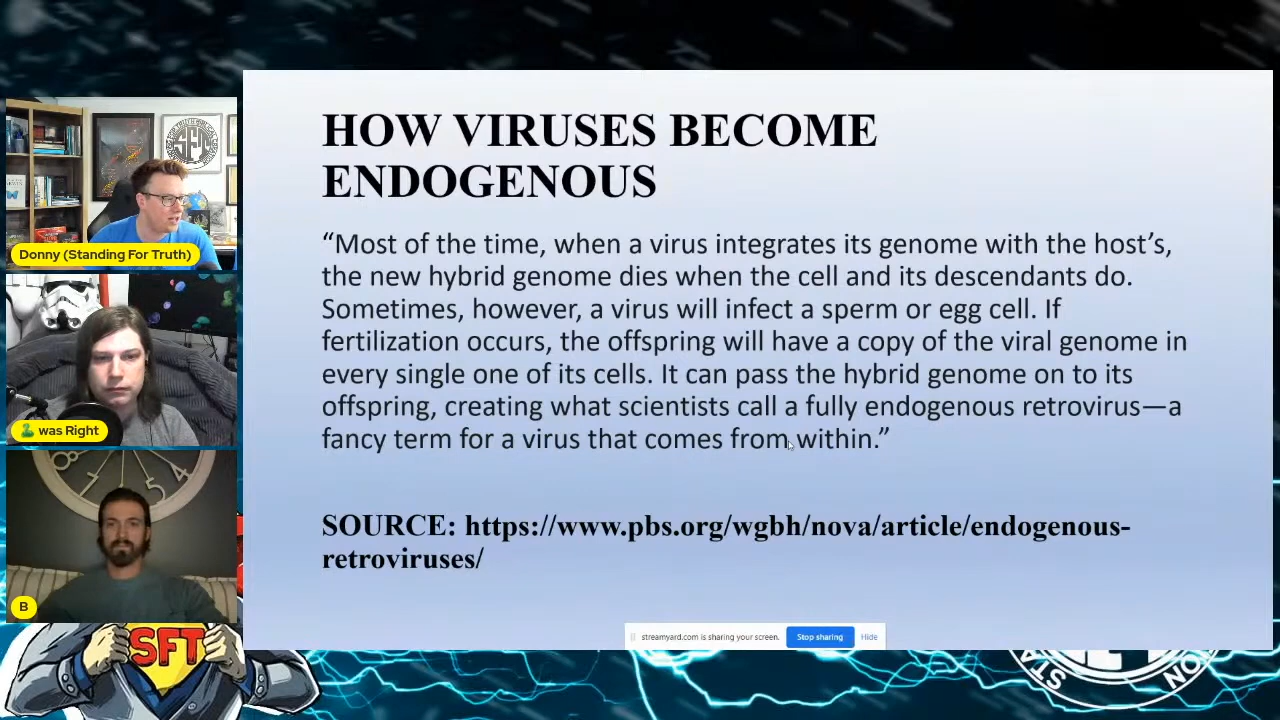 HOW VIRUSES BECOME
ENDOGENOUS
“Most of the time, when a virus integrates its genome with the host’s,
the new hybrid genome dies when the cell and its descendants do.
Sometimes, however, a virus will infect a sperm or egg cell. If
fertilization occurs, the offspring will have a copy of the viral genome in
every single one of its cells. It can pass the hybrid genome on to its
offspring, creating what scientists call a fully endogenous retrovirus—a
fancy term for a virus that comes from within.”
SOURCE: https://www.pbs.org/wgbh/nova/article/endogenous-
retroviruses/
streamyard.com is sharing your screen.
Stop sharing
Hide
SFT
Donny (Standing For Truth)
was Right
B
SFT
STA
ON